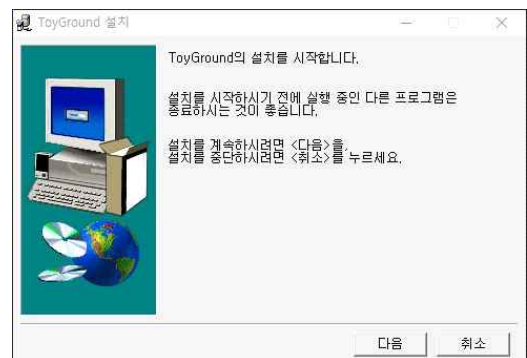 ToyGround 설치
ToyGround의 설치를 시작합니다.
설치를 시작하시기 전에 실행 중인 다른 프로그램은
종료하시는 것이 좋습니다.
설치를 계속하시려면 <다음>을,
설치를 중단하시려면 <취소>를 누르세요.
다음
취소